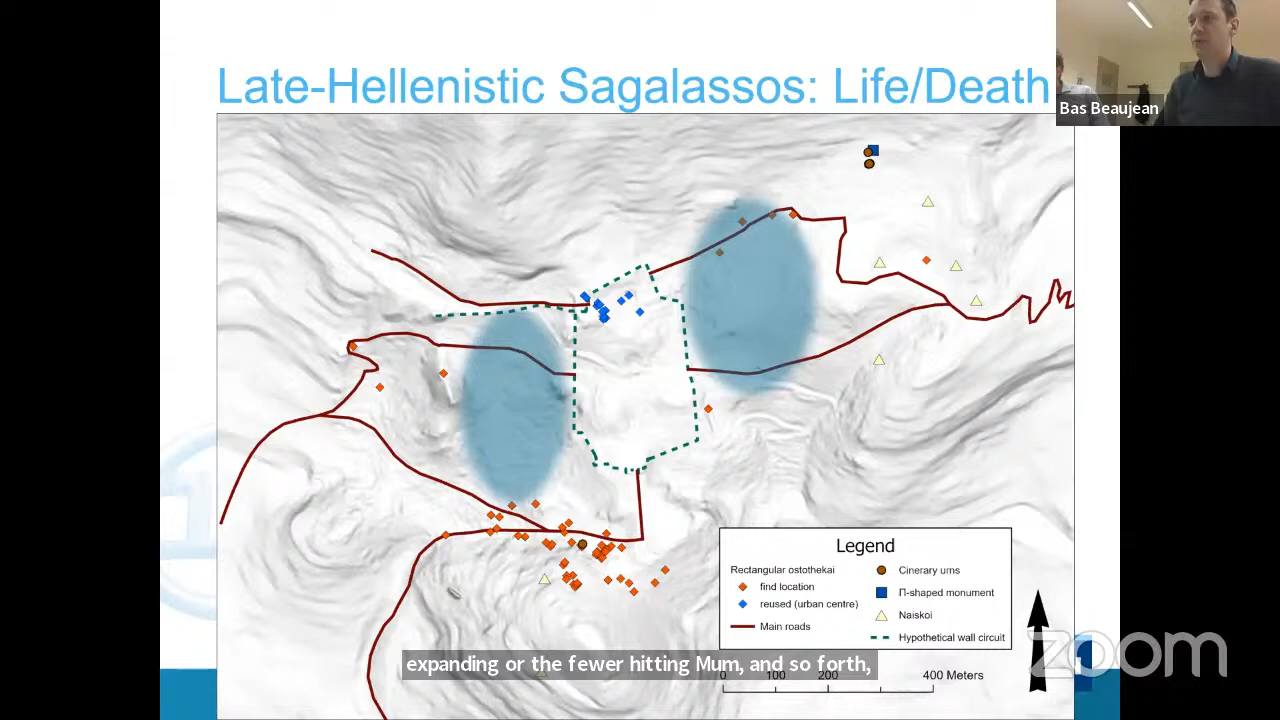 Late-Hellenistic Sagalassos: Life/Death
Bas Beaujean
Legend
Rectangular ostothekai
find location
reused (urban centre)
Main roads
Cinerary urns
Π-shaped monument
Naiskoi
Hypothetical wall circuit
expanding or the fewer hitting Mum, and so forth,
0 100 200 400 Meters
zoom